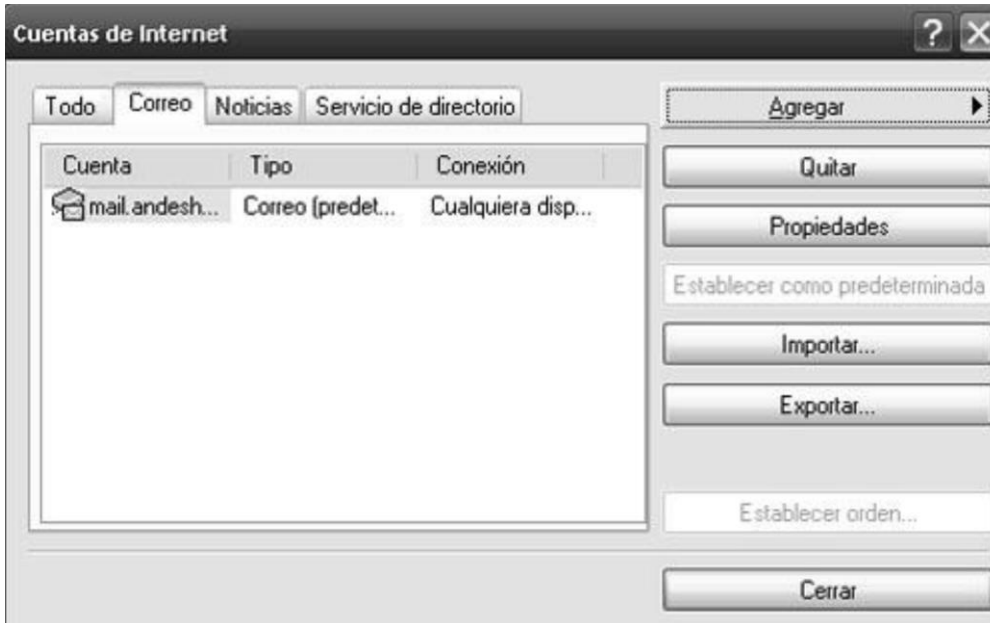 Cuentas de Internet
?
Todo Correo Noticias Servicio de directorio
Agregar
Cuenta Tipo Conexión
Quitar
mail.andesh... Correo (predet... Cualquiera disp...
Propiedades
Establecer como predeterminada
Importar...
Exportar...
Establecer orden...
Cerrar